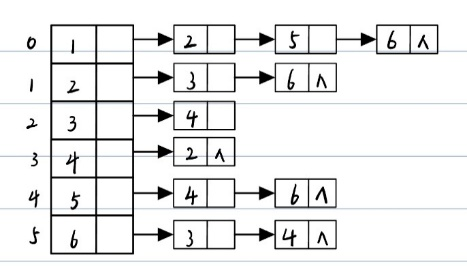 0 1 2 5 6 ∧
1 2 3 6 ∧
2 3 4
3 4 2 ∧
4 5 4 6 ∧
5 6 3 4 ∧